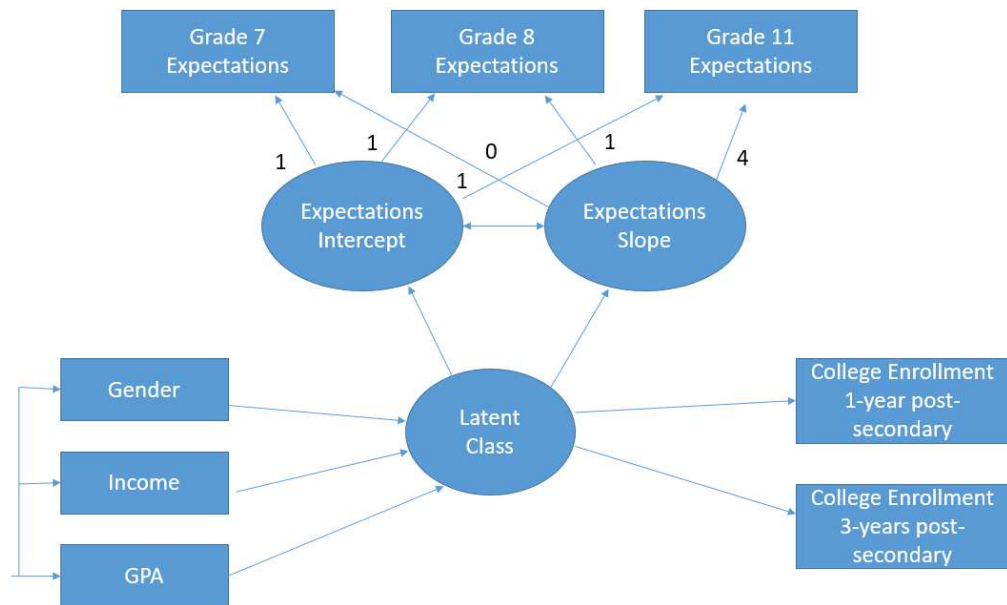 Grade 7
Expectations
Grade 8
Expectations
Grade 11
Expectations
1
1
0
1
1
4
Expectations
Intercept
Expectations
Slope
Gender
Income
GPA
Latent
Class
College Enrollment
1-year post-
secondary
College Enrollment
3-years post-
secondary